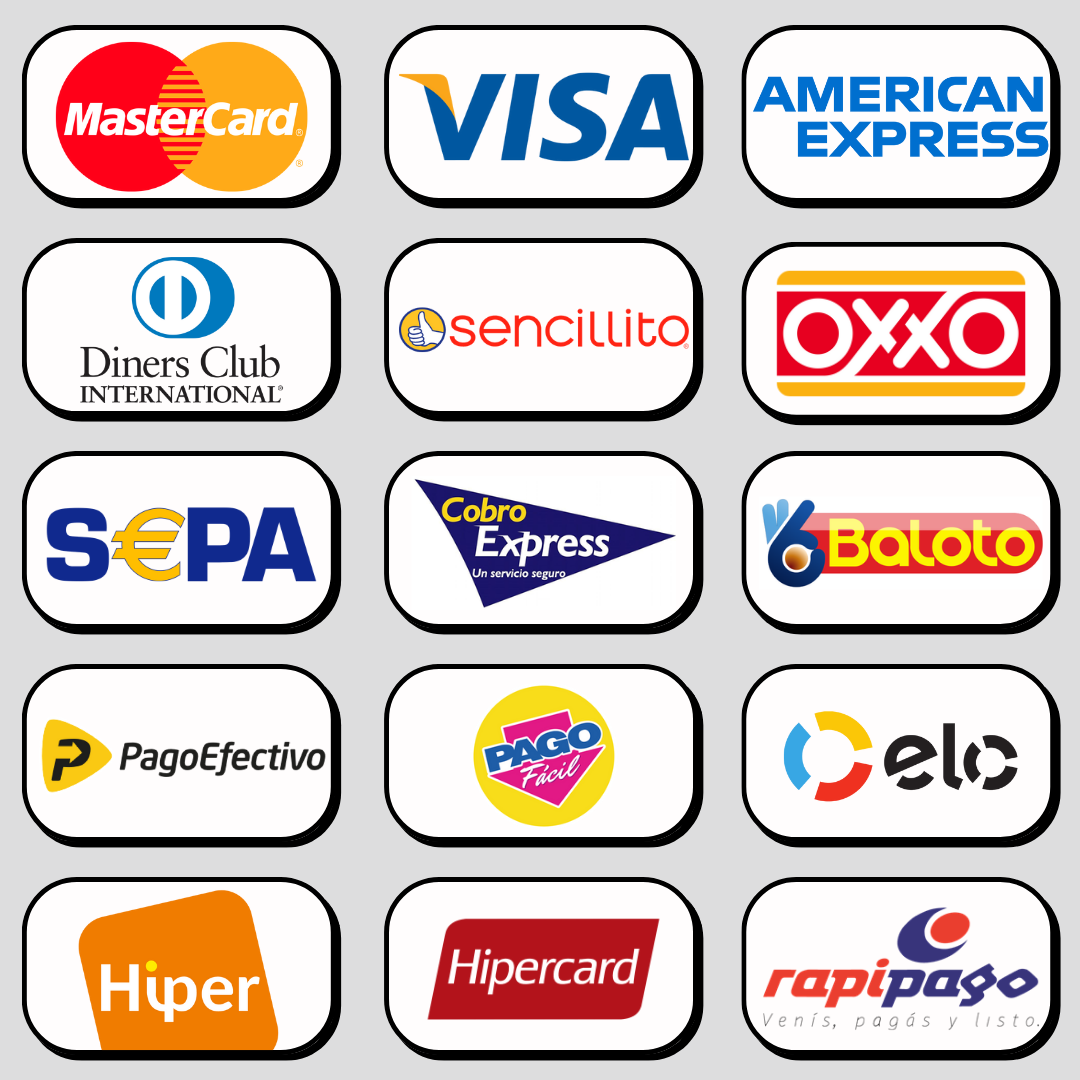 MasterCard®
®
VISA
AMERICAN
EXPRESS
Diners Club
INTERNATIONAL®
sencillito®
OXXO
S€PA
Cobro
Express
Un servicio seguro
Baloto
P PagoEfectivo
PAGO
Fácil
elo
Hiper
Hipercard
rapipago
Venís, pagás y listo.